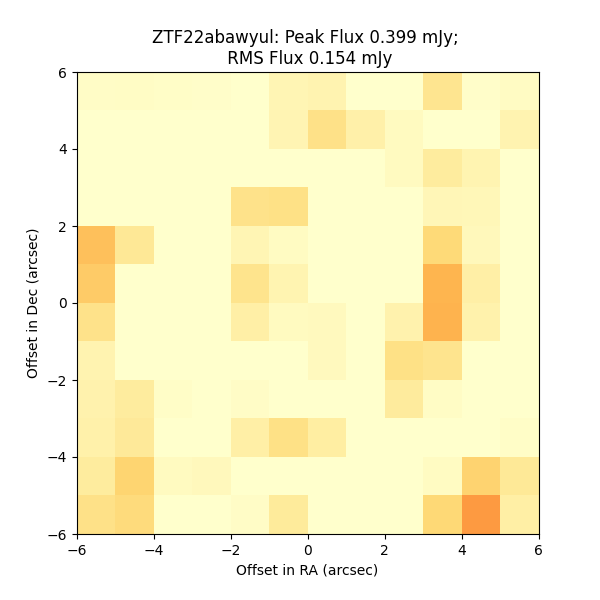 ZTF22abawyul: Peak Flux 0.399 mJy;
RMS Flux 0.154 mJy
6
4
2
0
−2
−4
−6
Offset in Dec (arcsec)
−6 −4 −2 0 2 4 6
Offset in RA (arcsec)